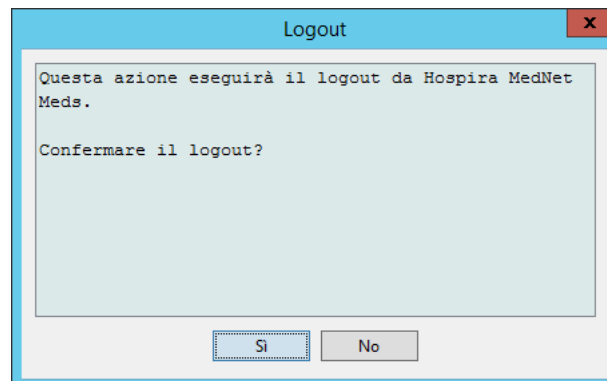 Logout
x
Questa azione eseguirà il logout da Hospira MedNet
Meds.
Confermare il logout?
Sì
No